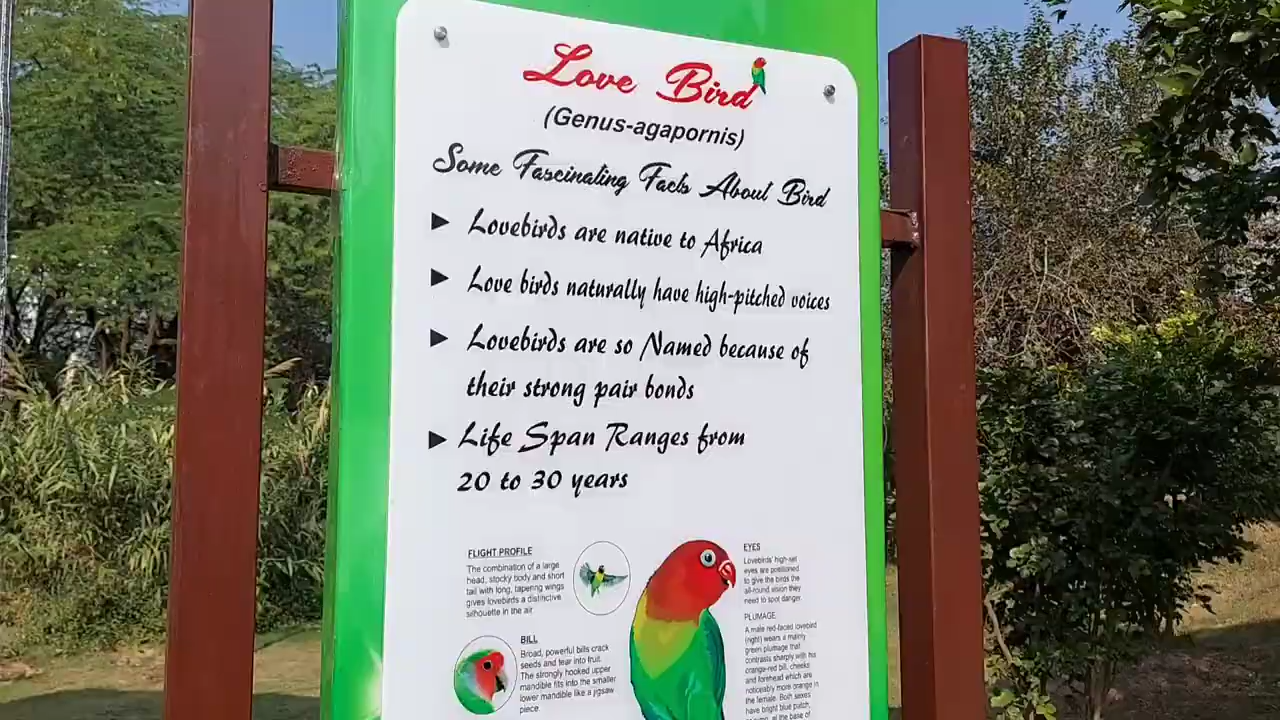 Love Bird
(Genus-agapornis)
Some Fascinating Facts About Bird
Lovebirds are native to Africa
Love birds naturally have high-pitched voices
Lovebirds are so Named because of
their strong pair bonds
Life Span Ranges from
20 to 30 years
FLIGHT PROFILE
The combination of a large
head, stocky body and short
tail with long, tapering wings
gives lovebirds a distinctive
silhouette in the air.
BILL
Broad, powerful bills crack
seeds and tear into fruit.
The strongly hooked upper
mandible fits into the smaller
lower mandible like a jigsaw
piece.
EYES
Lovebirds' high-set
eyes are positioned
to give the birds the
all-round vision they
need to spot danger.
PLUMAGE
A male red-faced lovebird
(right) wears a mainly
green plumage that
contrasts sharply with his
orange-red bill, cheeks
and forehead which are
noticeably more orange in
the female. Both sexes
have bright blue patch,
at the base of